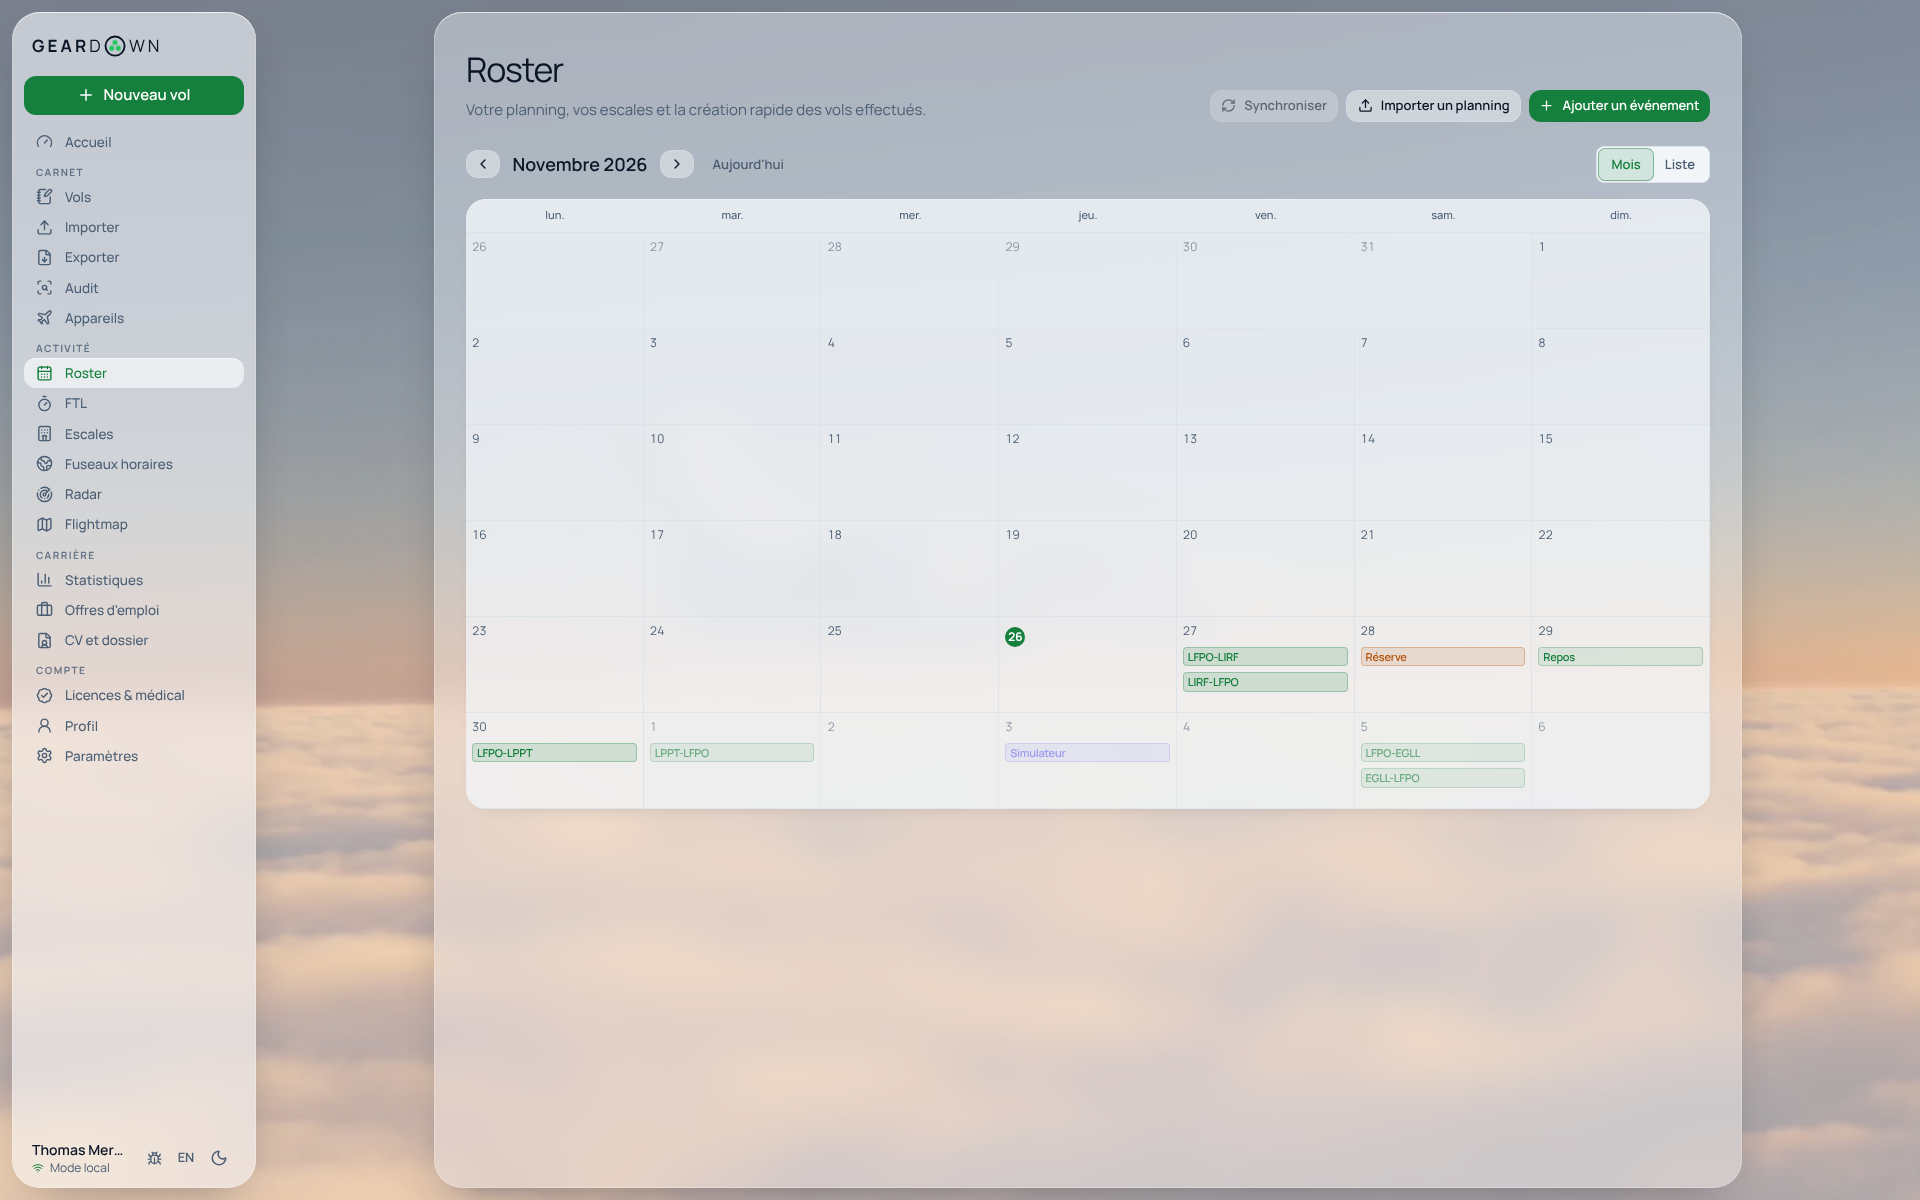 GEARDOWN
Nouveau vol
Accueil
CARNET
Vols
Importer
Exporter
Audit
Appareils
ACTIVITÉ
Roster
FTL
Escales
Fuseaux horaires
Radar
Flightmap
CARRIÈRE
Statistiques
Offres d'emploi
CV et dossier
COMPTE
Licences & médical
Profil
Paramètres
Thomas Mer...
Mode local
EN
Roster
Votre planning, vos escales et la création rapide des vols effectués.
Synchroniser
Importer un planning
Ajouter un événement
Novembre 2026
Aujourd'hui
Mois
Liste
lun. mar. mer. jeu. ven. sam. dim.
26 27 28 29 30 31 1
2 3 4 5 6 7 8
9 10 11 12 13 14 15
16 17 18 19 20 21 22
23 24 25 26 27 28 29
LFPO-LIRF Réserve Repos
LIRF-LFPO
30 1 2 3 4 5 6
LFPO-LPPT LPPT-LFPO Simulateur LFPO-EGLL
EGLL-LFPO